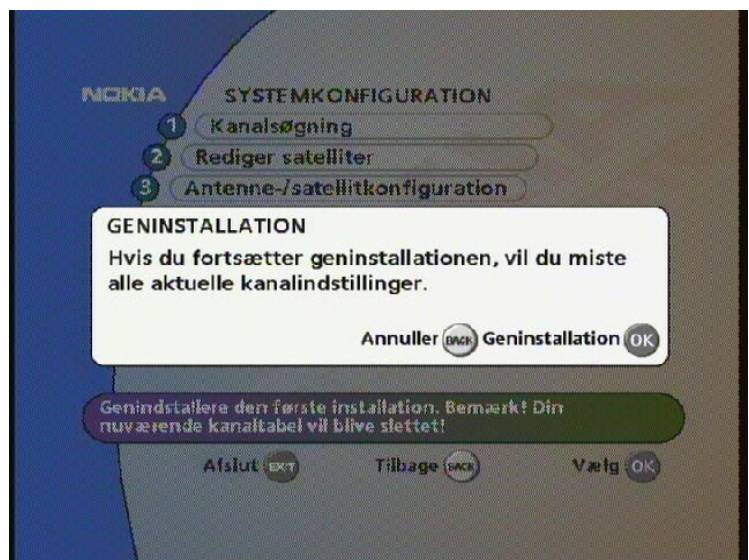 NOKIA
SYSTEMKONFIGURATION
1 Kanalsøgning
2 Rediger satelliter
3 Antenne-/satellitkonfiguration
GENINSTALLATION
Hvis du fortsætter geninstallationen, vil du miste
alle aktuelle kanalindstillinger.
Annuller BACK Geninstallation OK
Genindstallere den første installation. Bemærk! Din
nuværende kanaltabel vil blive slettet!
Afslut EXIT Tilbage BACK Vælg OK